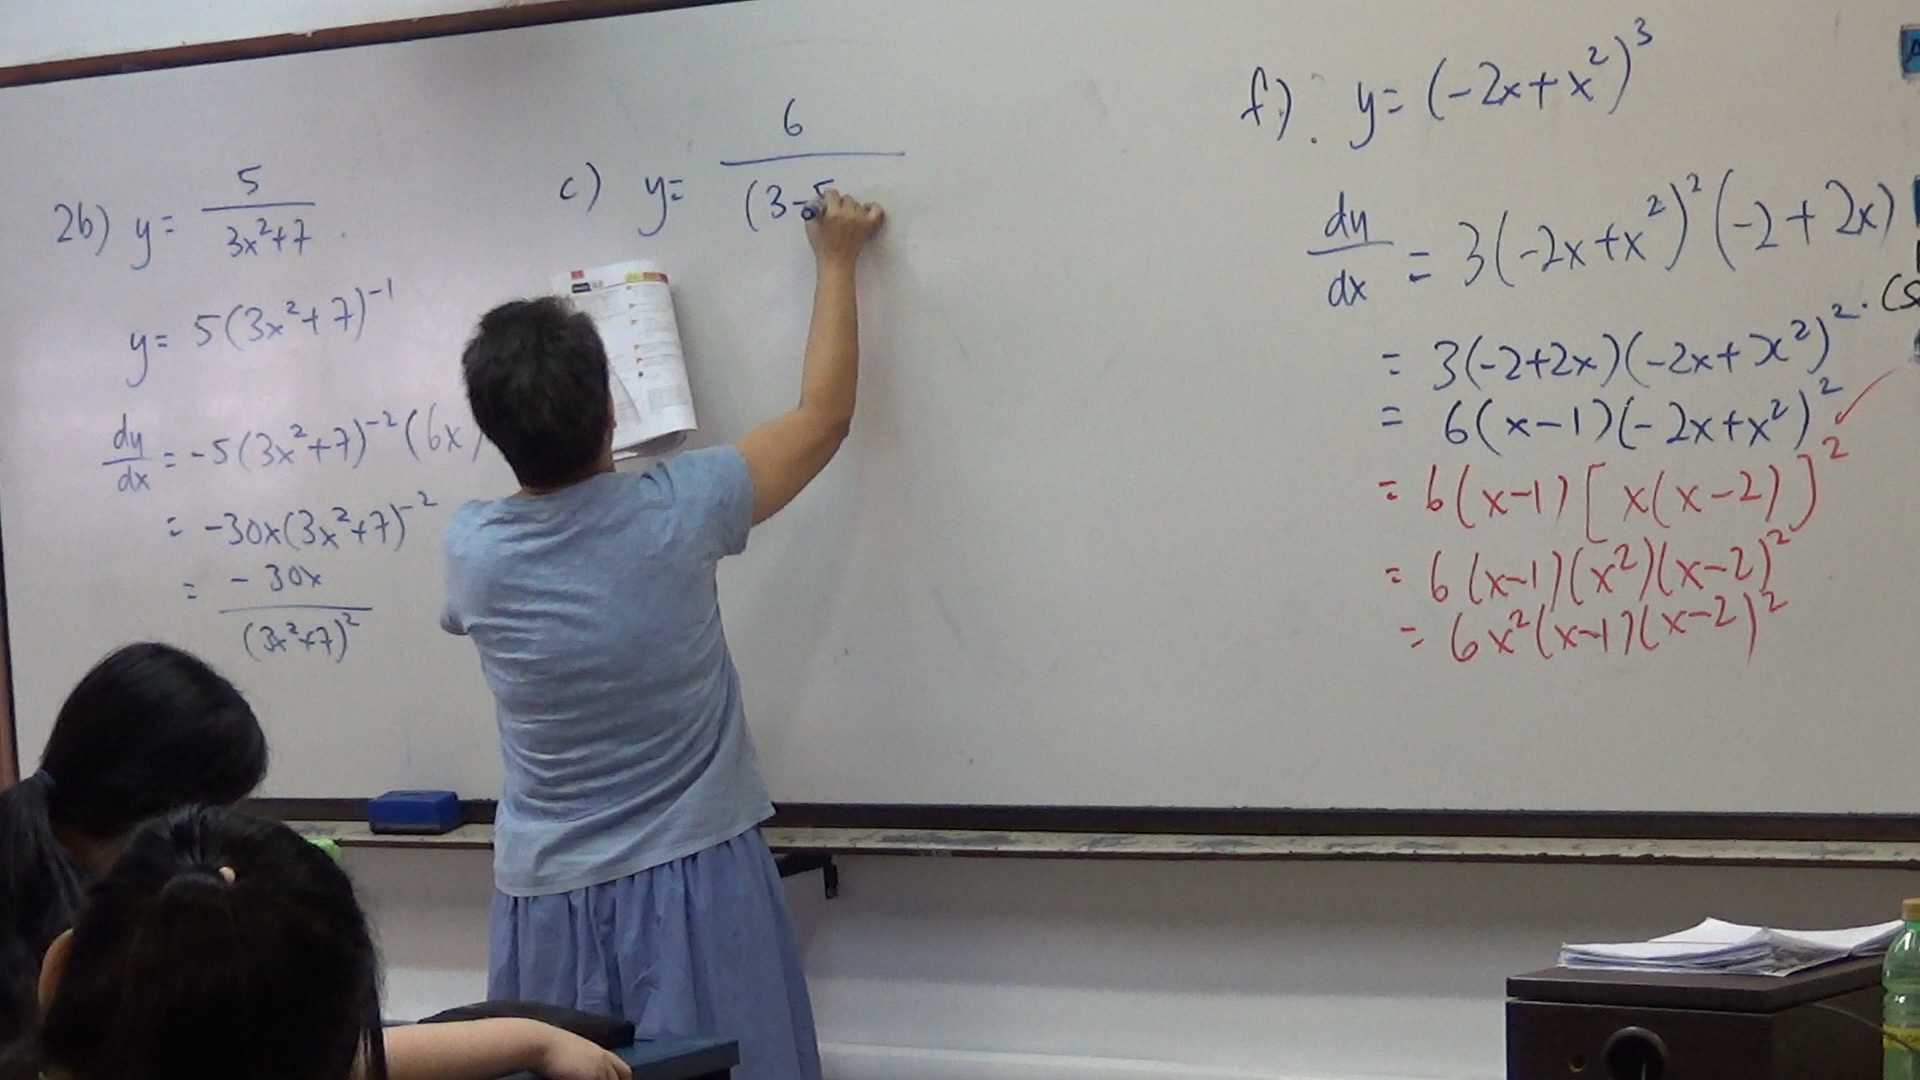 2b) y = 5/(3x²+7)
y = 5(3x²+7)⁻¹
dy/dx = -5(3x²+7)⁻²(6x)
= -30x(3x²+7)⁻²
= -30x/(3x²+7)²
c) y = 6/(3-5
f) y = (-2x+x²)³
dy/dx = 3(-2x+x²)²(-2+2x)
= 3(-2+2x)(-2x+x²)².
= 6(x-1)(-2x+x²)²
= 6(x-1)[x(x-2)]²
= 6(x-1)(x²)(x-2)²
= 6x²(x-1)(x-2)²